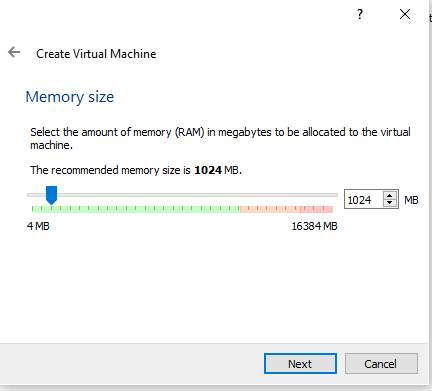 ?
Create Virtual Machine
Memory size
Select the amount of memory (RAM) in megabytes to be allocated to the virtual
machine.
The recommended memory size is 1024 MB.
1024 MB
4 MB 16384 MB
Next Cancel